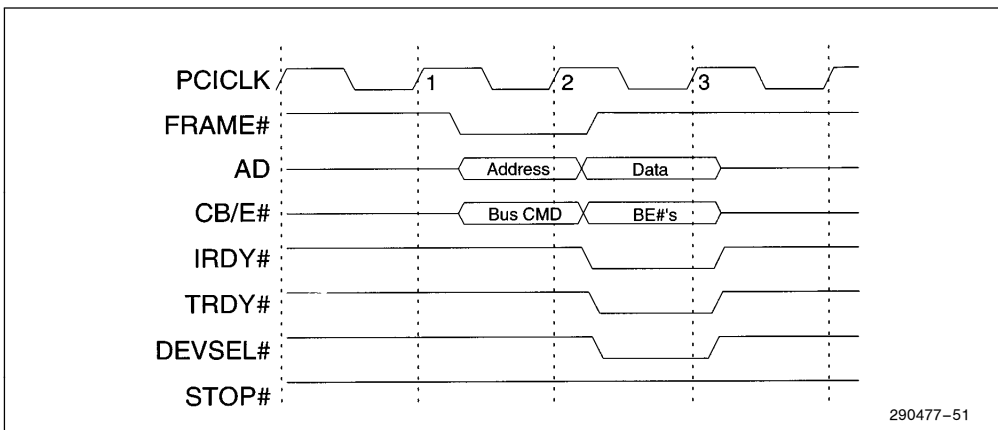 PCICLK 1 2 3
FRAME#
AD Address Data
CB/E# Bus CMD BE#'s
IRDY#
TRDY#
DEVSEL#
STOP#
290477–51